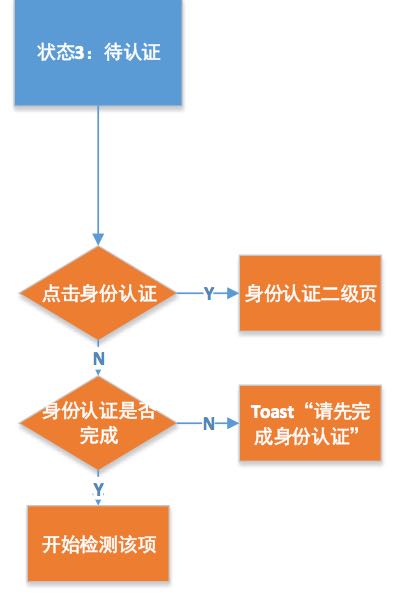 状态3：待认证
点击身份认证
Y
身份认证二级页
N
身份认证是否
完成
N
Toast“请先完
成身份认证”
Y
开始检测该项